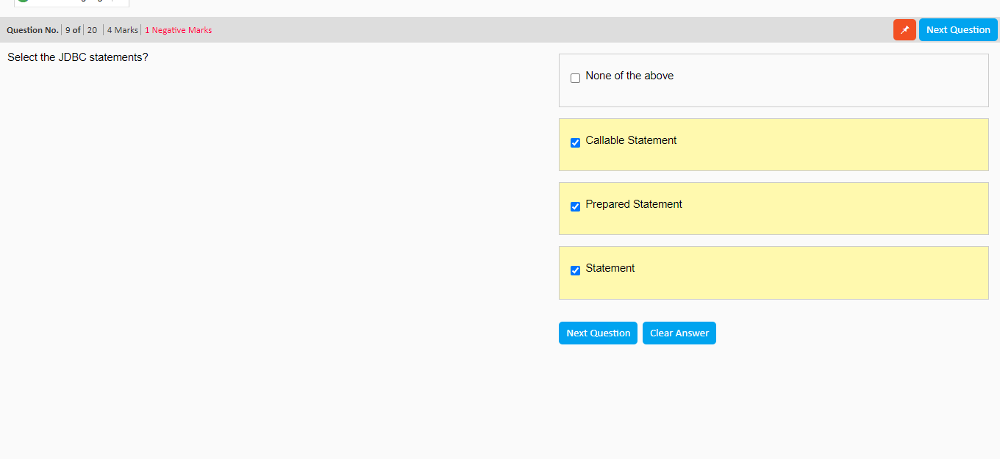 Question No. 9 of 20 4 Marks 1 Negative Marks Next Question
Select the JDBC statements?
None of the above
Callable Statement
Prepared Statement
Statement
Next Question Clear Answer